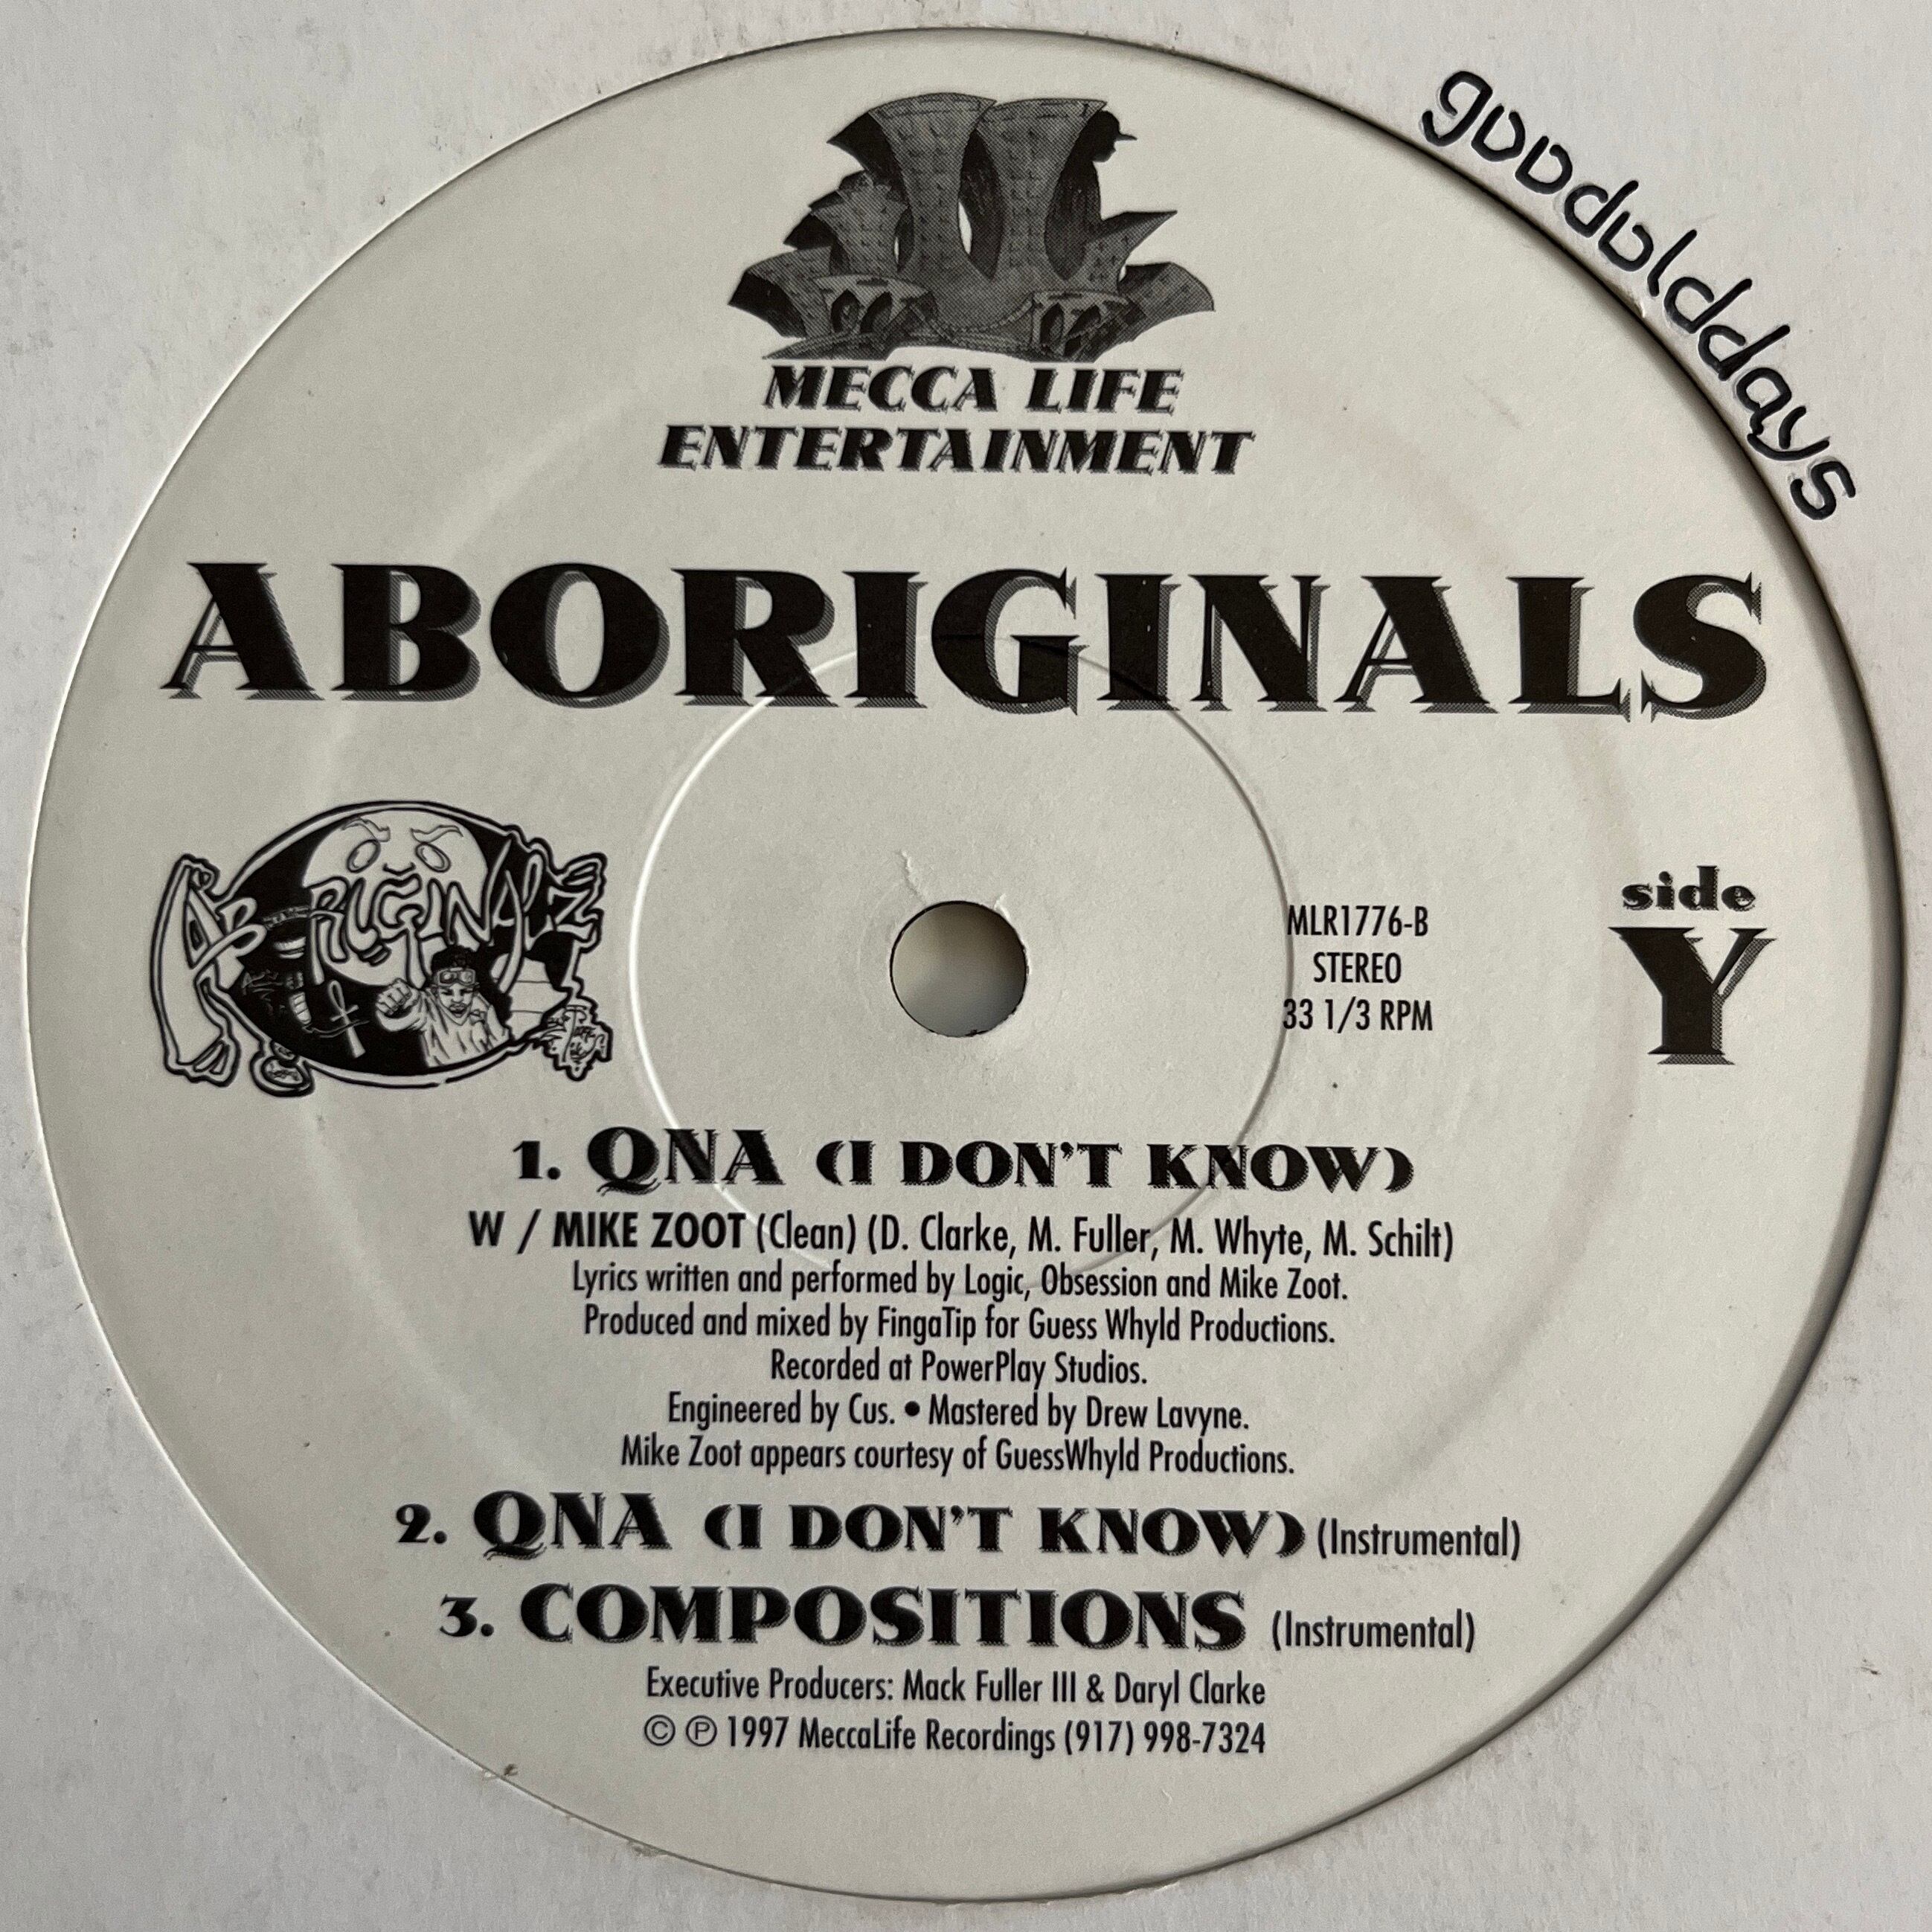 goodolddays
MECCA LIFE
ENTERTAINMENT
ABORIGINALS
ABORIGINALZ
MLR1776-B
STEREO
33 1/3 RPM
side
Y
1. QNA (I DON'T KNOW)
W / MIKE ZOOT (Clean) (D. Clarke, M. Fuller, M. Whyte, M. Schilt)
Lyrics written and performed by Logic, Obsession and Mike Zoot.
Produced and mixed by FingaTip for Guess Whyld Productions.
Recorded at PowerPlay Studios.
Engineered by Cus. • Mastered by Drew Lavyne.
Mike Zoot appears courtesy of GuessWhyld Productions.
2. QNA (I DON'T KNOW) (Instrumental)
3. COMPOSITIONS (Instrumental)
Executive Producers: Mack Fuller III & Daryl Clarke
© ℗ 1997 MeccaLife Recordings (917) 998-7324